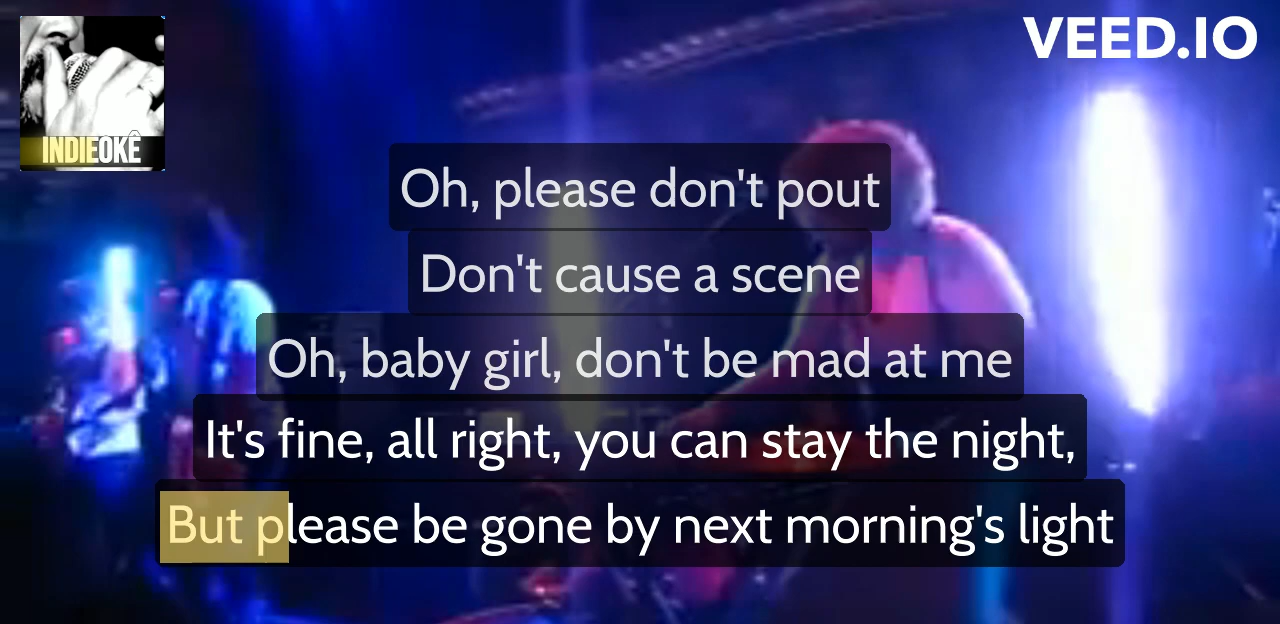 VEED.IO
INDIEOKÊ
Oh, please don't pout
Don't cause a scene
Oh, baby girl, don't be mad at me
It's fine, all right, you can stay the night,
But please be gone by next morning's light